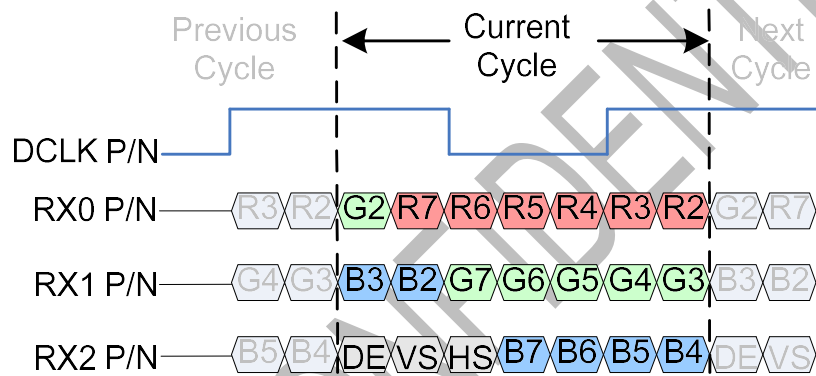 Previous Cycle
Current Cycle
Next Cycle
DCLK P/N
RX0 P/N R3 R2 G2 R7 R6 R5 R4 R3 R2 G2 R7
RX1 P/N G4 G3 B3 B2 G7 G6 G5 G4 G3 B3 B2
RX2 P/N B5 B4 DE VS HS B7 B6 B5 B4 DE VS